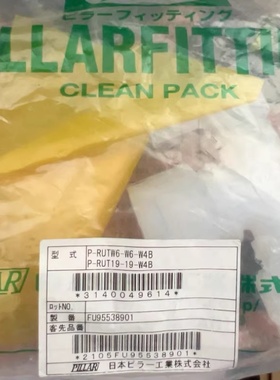 ピラーフィッティング
LLARFITTI
CLEAN PACK
型 式 P-RUTW6-W6-W4B
P-RUT19-19-W4B
*3140049614*
ロットNO.
製 番 FU95538901
客先品番
*2105FU95538901*
PILLAR 日本ピラー工業株式会社